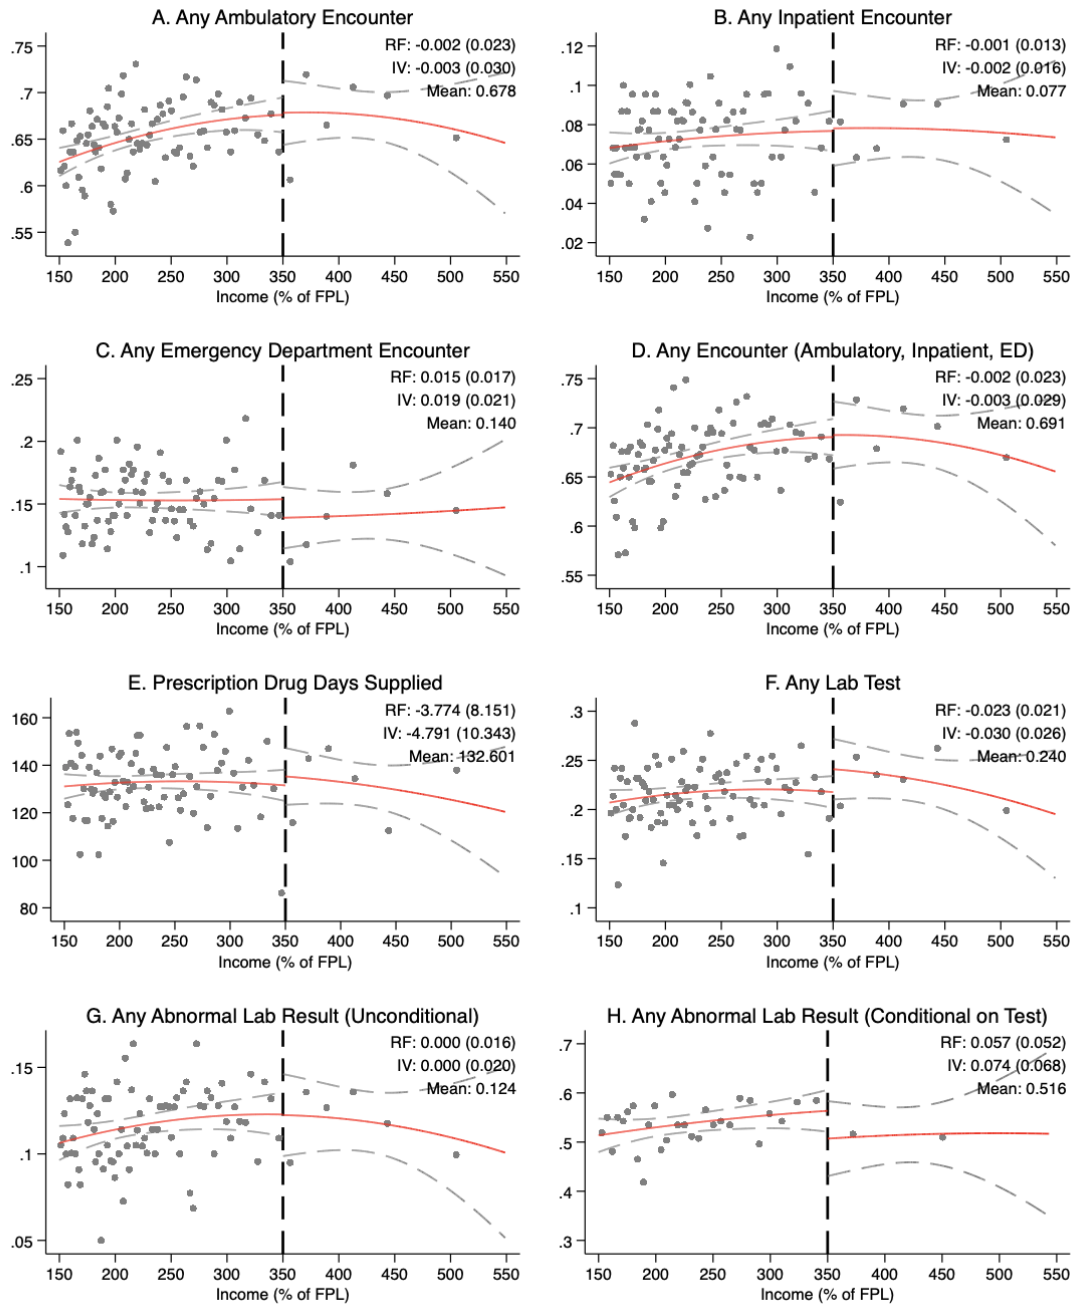 A. Any Ambulatory Encounter
RF: -0.002 (0.023)
IV: -0.003 (0.030)
Mean: 0.678
.75
.7
.65
.6
.55
150 200 250 300 350 400 450 500 550
Income (% of FPL)
B. Any Inpatient Encounter
RF: -0.001 (0.013)
IV: -0.002 (0.016)
Mean: 0.077
.12
.1
.08
.06
.04
.02
150 200 250 300 350 400 450 500 550
Income (% of FPL)
C. Any Emergency Department Encounter
RF: 0.015 (0.017)
IV: 0.019 (0.021)
Mean: 0.140
.25
.2
.15
.1
150 200 250 300 350 400 450 500 550
Income (% of FPL)
D. Any Encounter (Ambulatory, Inpatient, ED)
RF: -0.002 (0.023)
IV: -0.003 (0.029)
Mean: 0.691
.75
.7
.65
.6
.55
150 200 250 300 350 400 450 500 550
Income (% of FPL)
E. Prescription Drug Days Supplied
RF: -3.774 (8.151)
IV: -4.791 (10.343)
Mean: 132.601
160
140
120
100
80
150 200 250 300 350 400 450 500 550
Income (% of FPL)
F. Any Lab Test
RF: -0.023 (0.021)
IV: -0.030 (0.026)
Mean: 0.240
.3
.25
.2
.15
.1
150 200 250 300 350 400 450 500 550
Income (% of FPL)
G. Any Abnormal Lab Result (Unconditional)
RF: 0.000 (0.016)
IV: 0.000 (0.020)
Mean: 0.124
.15
.1
.05
150 200 250 300 350 400 450 500 550
Income (% of FPL)
H. Any Abnormal Lab Result (Conditional on Test)
RF: 0.057 (0.052)
IV: 0.074 (0.068)
Mean: 0.516
.7
.6
.5
.4
.3
150 200 250 300 350 400 450 500 550
Income (% of FPL)